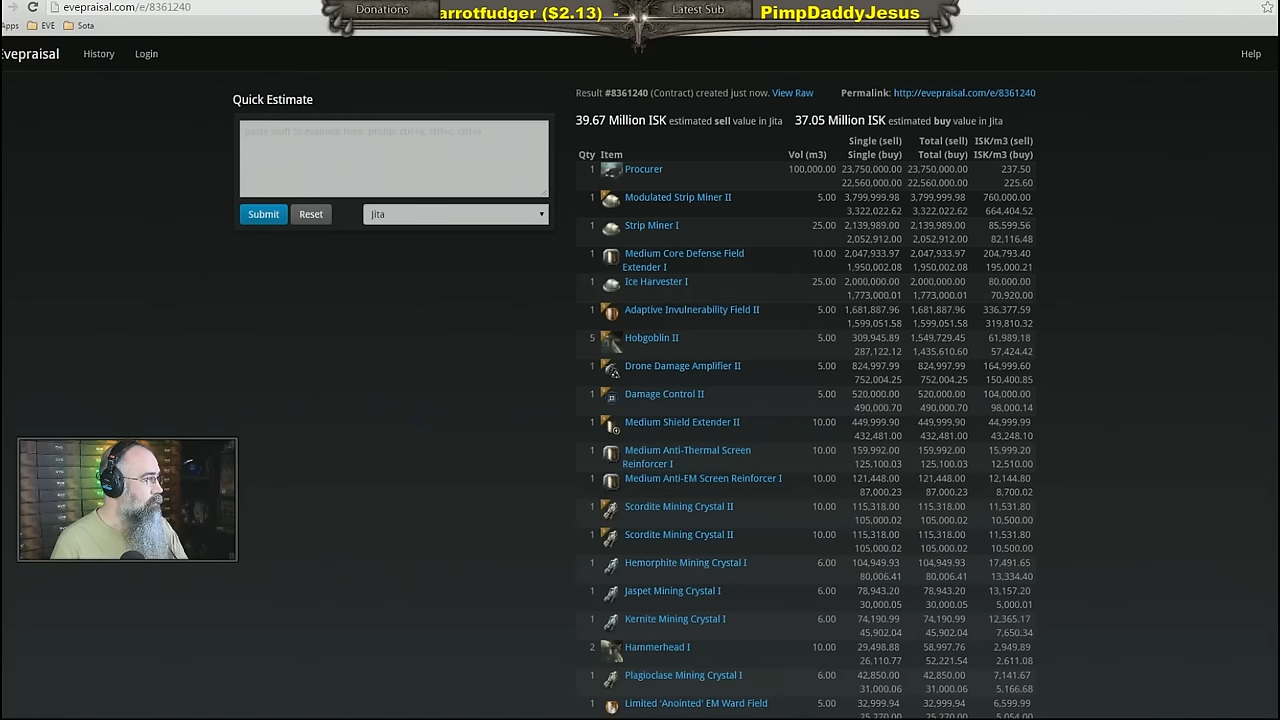 evepraisal.com/e/8361240
Donations
arrotfudger ($2.13) -
Latest Sub
PimpDaddyJesus
Apps
EVE
Sota
Evepraisal
History
Login
Help
Quick Estimate
Submit
Reset
Jita
Result #8361240 (Contract) created just now. View Raw
Permalink: http://evepraisal.com/e/8361240
39.67 Million ISK estimated sell value in Jita 37.05 Million ISK estimated buy value in Jita
Single (sell) Total (sell) ISK/m3 (sell)
Qty Item Vol (m3) Single (buy) Total (buy) ISK/m3 (buy)
1 Procurer 100,000.00 23,750,000.00 23,750,000.00 237.50
22,560,000.00 22,560,000.00 225.60
1 Modulated Strip Miner II 5.00 3,799,999.98 3,799,999.98 760,000.00
3,322,022.62 3,322,022.62 664,404.52
1 Strip Miner I 25.00 2,139,989.00 2,139,989.00 85,599.56
2,052,912.00 2,052,912.00 82,116.48
1 Medium Core Defense Field 10.00 2,047,933.97 2,047,933.97 204,793.40
Extender I 1,950,002.08 1,950,002.08 195,000.21
1 Ice Harvester I 25.00 2,000,000.00 2,000,000.00 80,000.00
1,773,000.01 1,773,000.01 70,920.00
1 Adaptive Invulnerability Field II 5.00 1,681,887.96 1,681,887.96 336,377.59
1,599,051.58 1,599,051.58 319,810.32
5 Hobgoblin II 5.00 309,945.89 1,549,729.45 61,989.18
287,122.12 1,435,610.60 57,424.42
1 Drone Damage Amplifier II 5.00 824,997.99 824,997.99 164,999.60
752,004.25 752,004.25 150,400.85
1 Damage Control II 5.00 520,000.00 520,000.00 104,000.00
490,000.70 490,000.70 98,000.14
1 Medium Shield Extender II 10.00 449,999.90 449,999.90 44,999.99
432,481.00 432,481.00 43,248.10
1 Medium Anti-Thermal Screen 10.00 159,992.00 159,992.00 15,999.20
Reinforcer I 125,100.03 125,100.03 12,510.00
1 Medium Anti-EM Screen Reinforcer I 10.00 121,448.00 121,448.00 12,144.80
87,000.23 87,000.23 8,700.02
1 Scordite Mining Crystal II 10.00 115,318.00 115,318.00 11,531.80
105,000.02 105,000.02 10,500.00
1 Scordite Mining Crystal II 10.00 115,318.00 115,318.00 11,531.80
105,000.02 105,000.02 10,500.00
1 Hemorphite Mining Crystal I 6.00 104,949.93 104,949.93 17,491.65
80,006.41 80,006.41 13,334.40
1 Jaspet Mining Crystal I 6.00 78,943.20 78,943.20 13,157.20
30,000.05 30,000.05 5,000.01
1 Kernite Mining Crystal I 6.00 74,190.99 74,190.99 12,365.17
45,902.04 45,902.04 7,650.34
2 Hammerhead I 10.00 29,498.88 58,997.76 2,949.89
26,110.77 52,221.54 2,611.08
1 Plagioclase Mining Crystal I 6.00 42,850.00 42,850.00 7,141.67
31,000.06 31,000.06 5,166.68
1 Limited 'Anointed' EM Ward Field 5.00 32,999.94 32,999.94 6,599.99
25,270.00 25,270.00 5,054.00